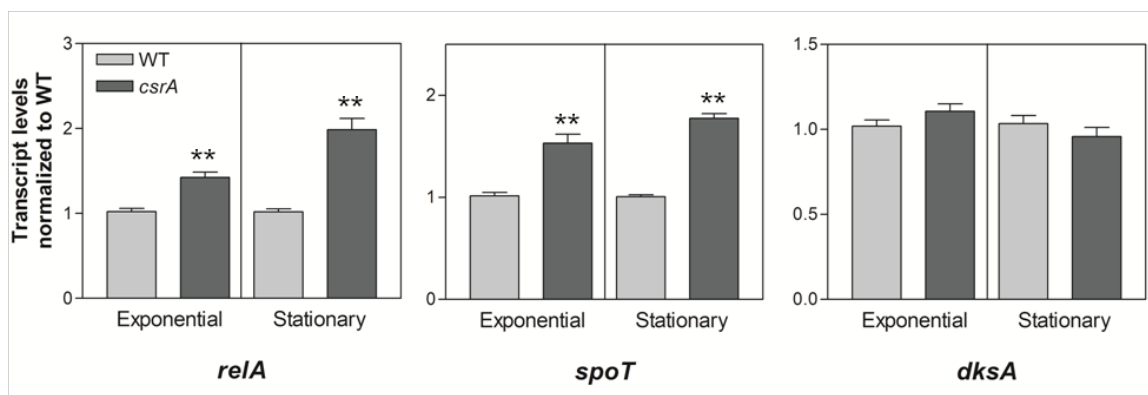 Transcript levels
normalized to WT
3
2
1
0
WT
csrA
**
**
Exponential
Stationary
relA
2
1
0
**
**
Exponential
Stationary
spoT
1.5
1.0
0.5
0.0
Exponential
Stationary
dksA